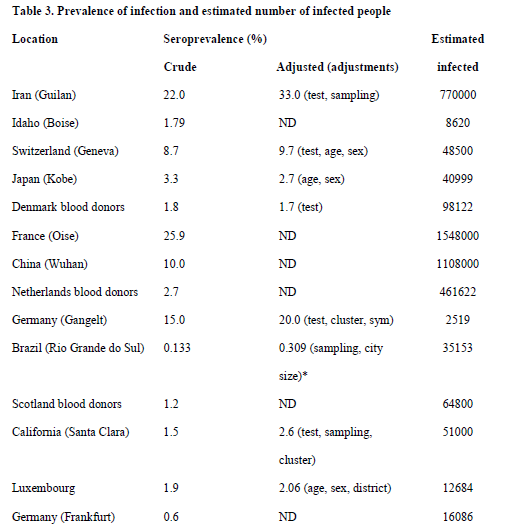 Table 3. Prevalence of infection and estimated number of infected people
Location Seroprevalence (%) Estimated
Crude Adjusted (adjustments) infected
Iran (Guilan) 22.0 33.0 (test, sampling) 770000
Idaho (Boise) 1.79 ND 8620
Switzerland (Geneva) 8.7 9.7 (test, age, sex) 48500
Japan (Kobe) 3.3 2.7 (age, sex) 40999
Denmark blood donors 1.8 1.7 (test) 98122
France (Oise) 25.9 ND 1548000
China (Wuhan) 10.0 ND 1108000
Netherlands blood donors 2.7 ND 461622
Germany (Gangelt) 15.0 20.0 (test, cluster, sym) 2519
Brazil (Rio Grande do Sul) 0.133 0.309 (sampling, city 35153
size)*
Scotland blood donors 1.2 ND 64800
California (Santa Clara) 1.5 2.6 (test, sampling, 51000
cluster)
Luxembourg 1.9 2.06 (age, sex, district) 12684
Germany (Frankfurt) 0.6 ND 16086